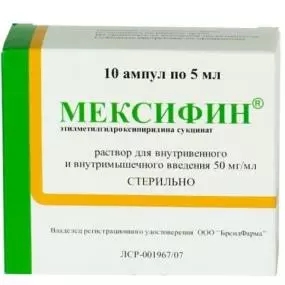 10 ампул по 5 мл
МЕКСИФИН®
этилметилгидроксипиридина сукцинат
раствор для внутривенного
и внутримышечного введения 50 мг/мл
СТЕРИЛЬНО
Владелец регистрационного удостоверения ООО "БрендФарма"
ЛСР-001967/07